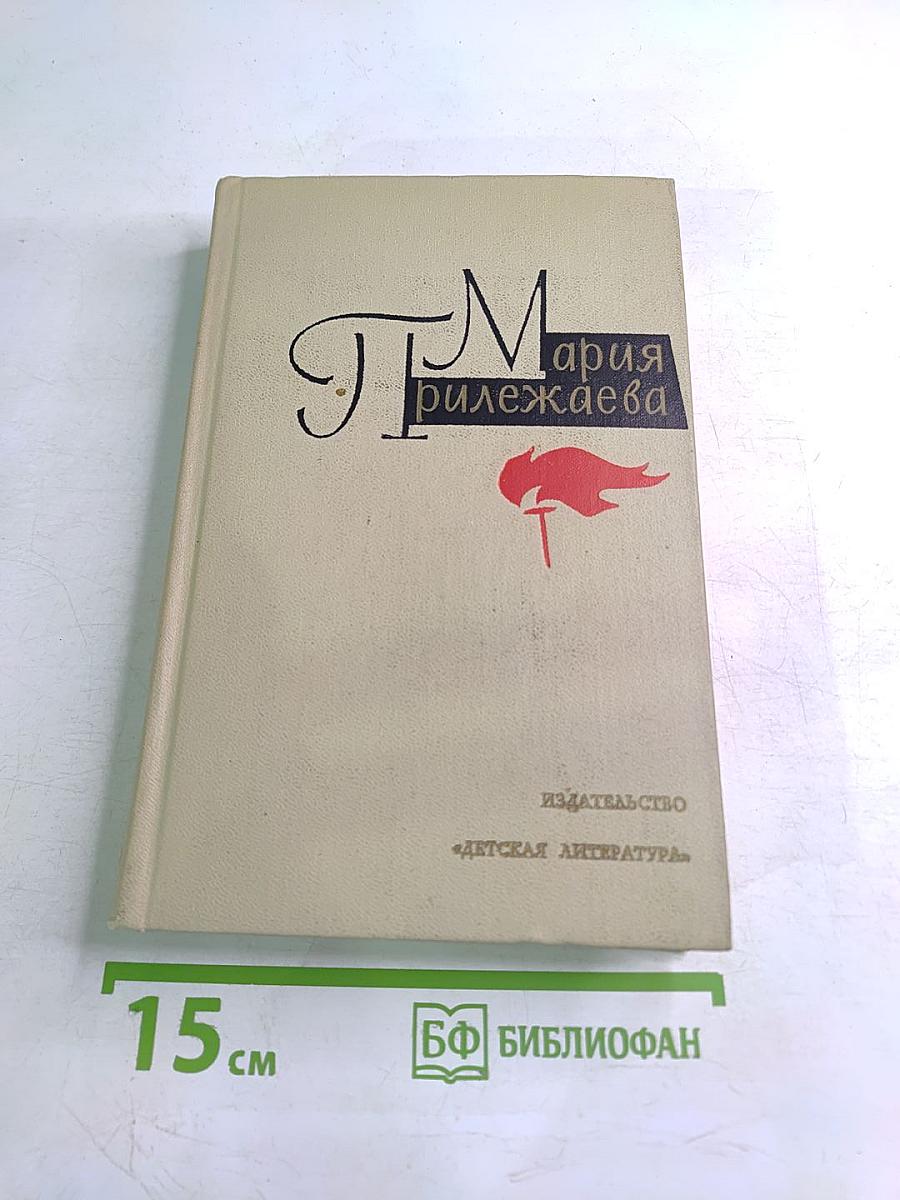 Мария
Прилежаева
ИЗДАТЕЛЬСТВО
«ДЕТСКАЯ ЛИТЕРАТУРА»
15 см
БФ БИБЛИОФАН